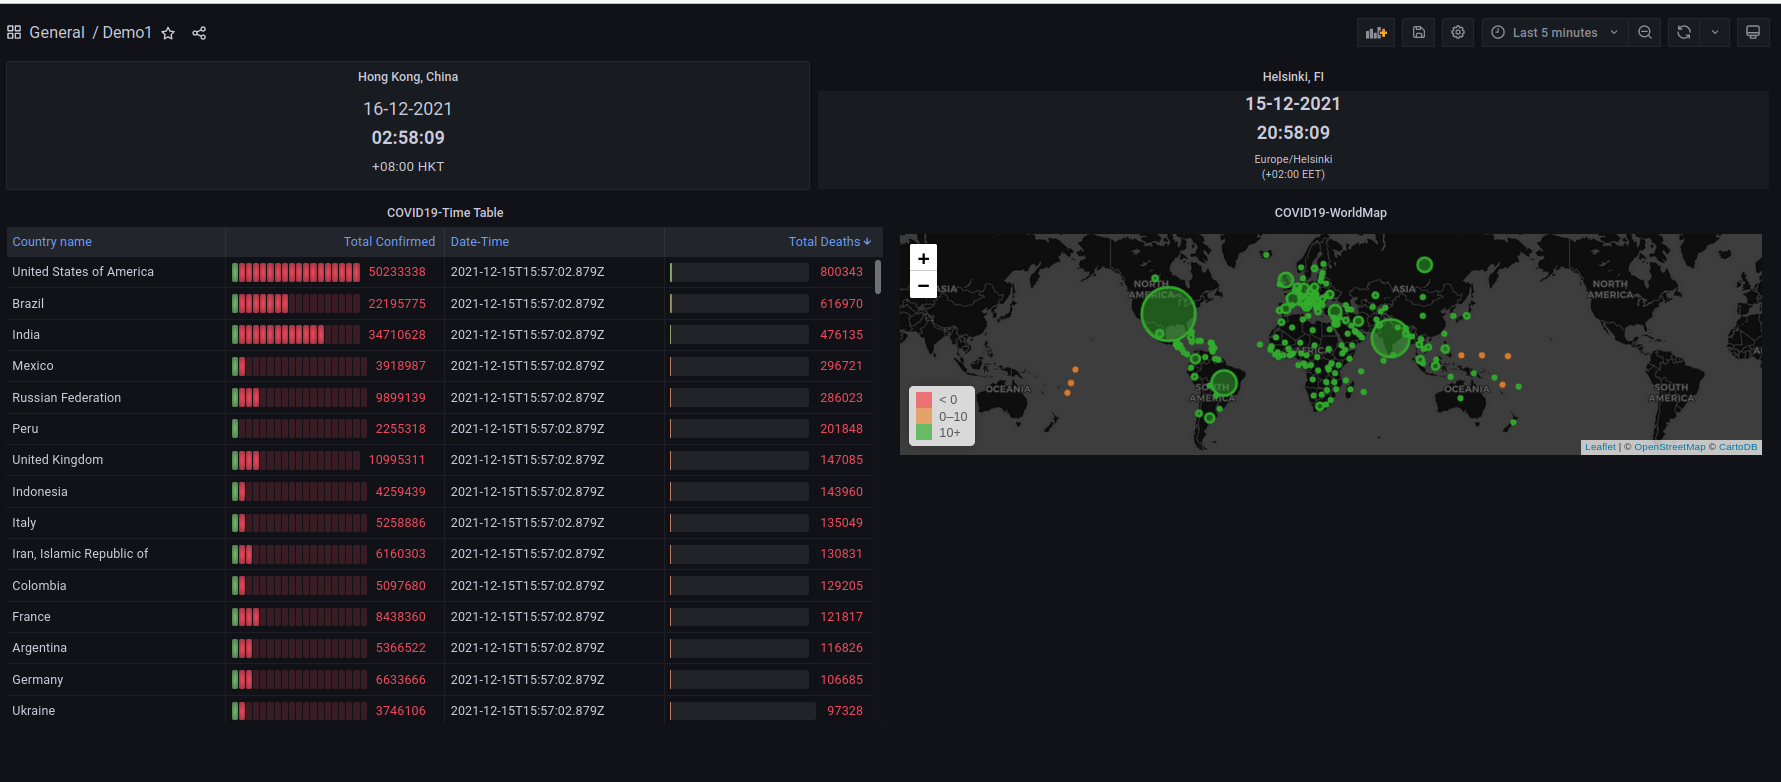 General / Demo1
Last 5 minutes
Hong Kong, China
16-12-2021
02:58:09
+08:00 HKT
Helsinki, FI
15-12-2021
20:58:09
Europe/Helsinki
(+02:00 EET)
COVID19-Time Table
Country name Total Confirmed Date-Time Total Deaths
United States of America 50233338 2021-12-15T15:57:02.879Z 800343
Brazil 22195775 2021-12-15T15:57:02.879Z 616970
India 34710628 2021-12-15T15:57:02.879Z 476135
Mexico 3918987 2021-12-15T15:57:02.879Z 296721
Russian Federation 9899139 2021-12-15T15:57:02.879Z 286023
Peru 2255318 2021-12-15T15:57:02.879Z 201848
United Kingdom 10995311 2021-12-15T15:57:02.879Z 147085
Indonesia 4259439 2021-12-15T15:57:02.879Z 143960
Italy 5258886 2021-12-15T15:57:02.879Z 135049
Iran, Islamic Republic of 6160303 2021-12-15T15:57:02.879Z 130831
Colombia 5097680 2021-12-15T15:57:02.879Z 129205
France 8438360 2021-12-15T15:57:02.879Z 121817
Argentina 5366522 2021-12-15T15:57:02.879Z 116826
Germany 6633666 2021-12-15T15:57:02.879Z 106685
Ukraine 3746106 2021-12-15T15:57:02.879Z 97328
COVID19-WorldMap
+
−
ASIA
NORTH
AMERICA
ASIA
NORTH
AMERICA
OCEANIA
SOUTH
AMERICA
OCEANIA
SOUTH
AMERICA
< 0
0–10
10+
Leaflet | © OpenStreetMap © CartoDB